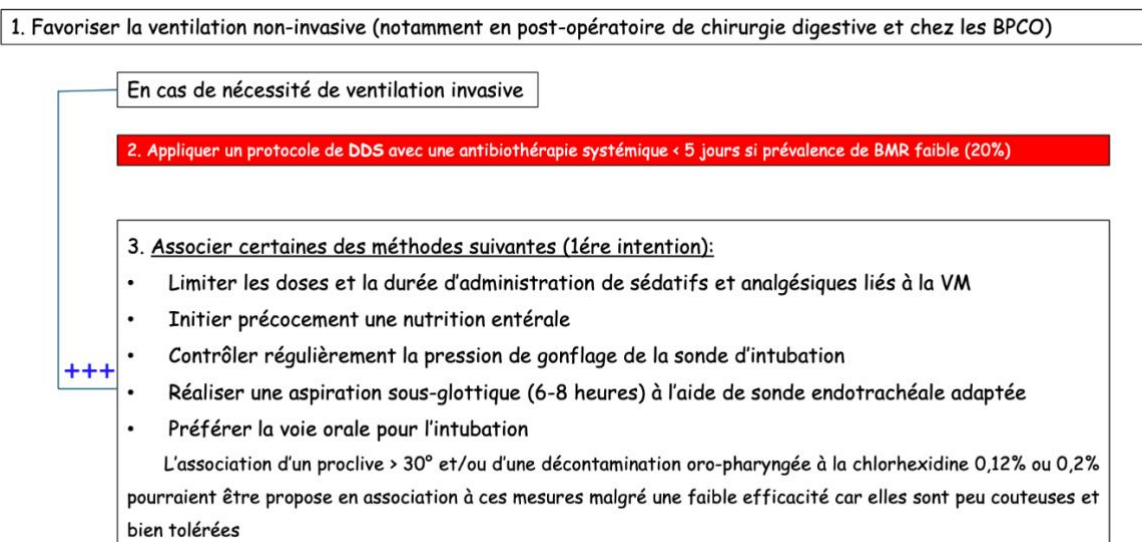 1. Favoriser la ventilation non-invasive (notamment en post-opératoire de chirurgie digestive et chez les BPCO)
En cas de nécessité de ventilation invasive
2. Appliquer un protocole de DDS avec une antibiothérapie systémique < 5 jours si prévalence de BMR faible (20%)
3. Associer certaines des méthodes suivantes (1ére intention):
• Limiter les doses et la durée d'administration de sédatifs et analgésiques liés à la VM
• Initier précocement une nutrition entérale
• Contrôler régulièrement la pression de gonflage de la sonde d'intubation
+++
• Réaliser une aspiration sous-glottique (6-8 heures) à l'aide de sonde endotrachéale adaptée
• Préférer la voie orale pour l'intubation
L'association d'un proclive > 30° et/ou d'une décontamination oro-pharyngée à la chlorhexidine 0,12% ou 0,2%
pourraient être propose en association à ces mesures malgré une faible efficacité car elles sont peu couteuses et
bien tolérées